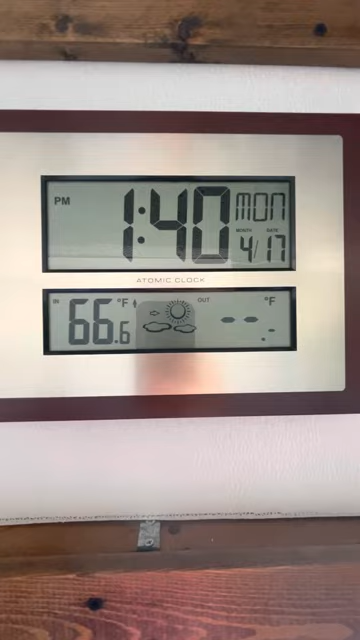 PM 1:40 MON
MONTH DATE
4/17
ATOMIC CLOCK
IN 66.6 °F OUT --.- °F